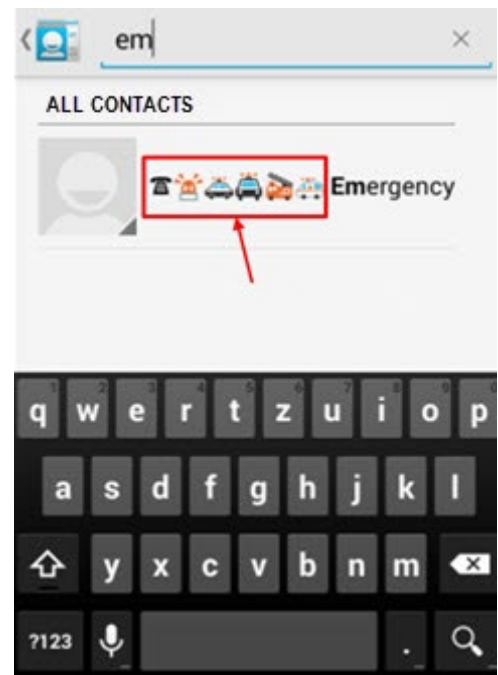 em
ALL CONTACTS
☎🚨🚓🚔🚒🚑 Emergency
q w e r t z u i o p
a s d f g h j k l
y x c v b n m
?123 .